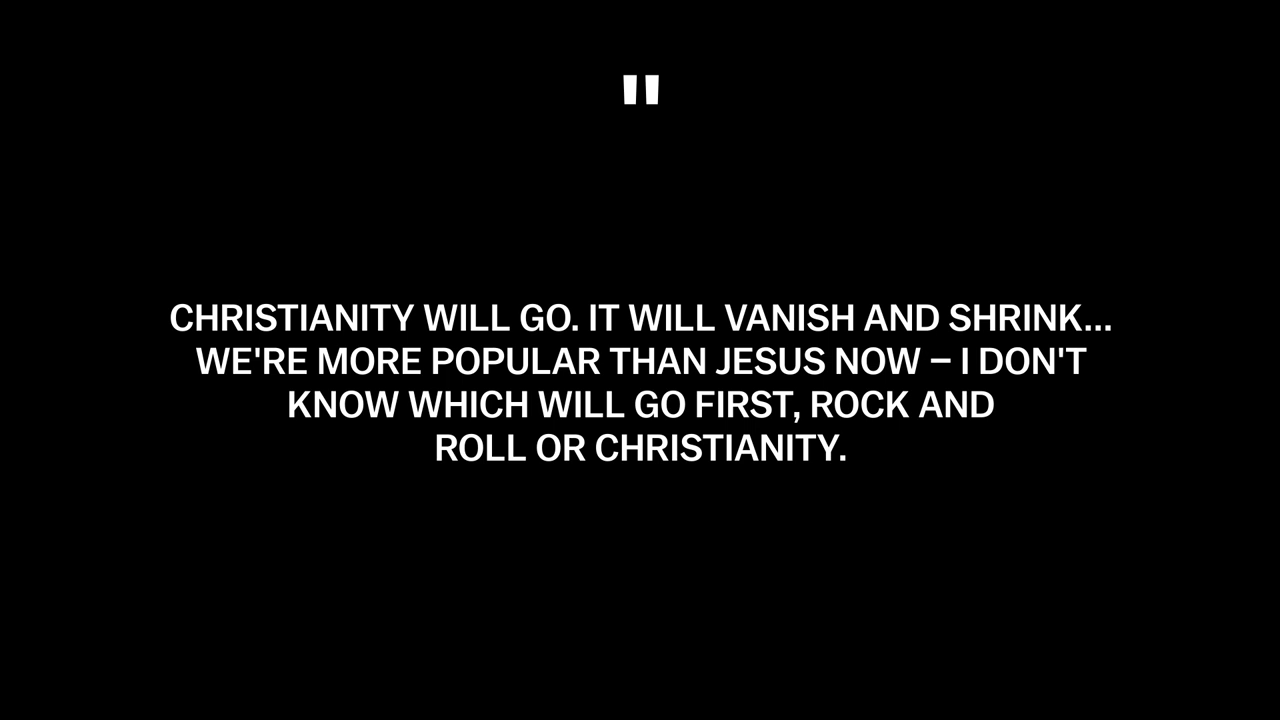 "
CHRISTIANITY WILL GO. IT WILL VANISH AND SHRINK...
WE'RE MORE POPULAR THAN JESUS NOW – I DON'T
KNOW WHICH WILL GO FIRST, ROCK AND
ROLL OR CHRISTIANITY.